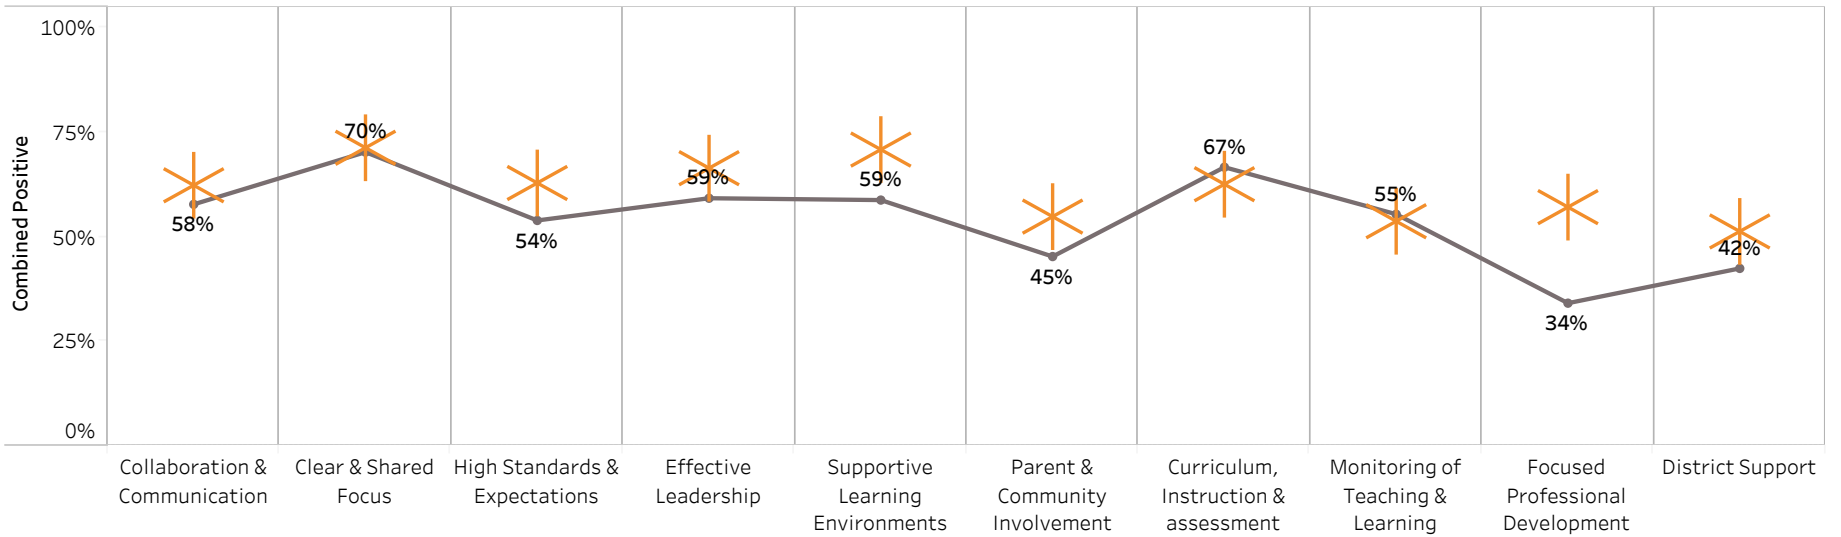 Combined Positive
100%
75%
50%
25%
0%
58%
70%
54%
59%
59%
45%
67%
55%
34%
42%
Collaboration &
Communication
Clear & Shared
Focus
High Standards &
Expectations
Effective
Leadership
Supportive
Learning
Environments
Parent &
Community
Involvement
Curriculum,
Instruction &
assessment
Monitoring of
Teaching &
Learning
Focused
Professional
Development
District Support